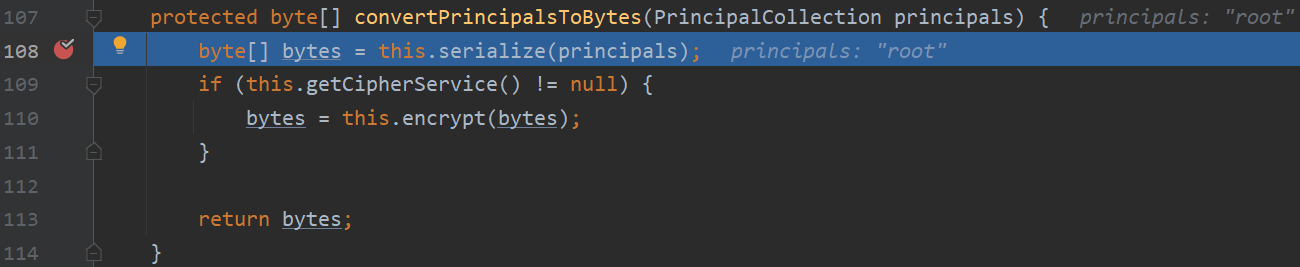 107 protected byte[] convertPrincipalsToBytes(PrincipalCollection principals) { principals: "root"
108 byte[] bytes = this.serialize(principals); principals: "root"
109 if (this.getCipherService() != null) {
110 bytes = this.encrypt(bytes);
111 }
112
113 return bytes;
114 }